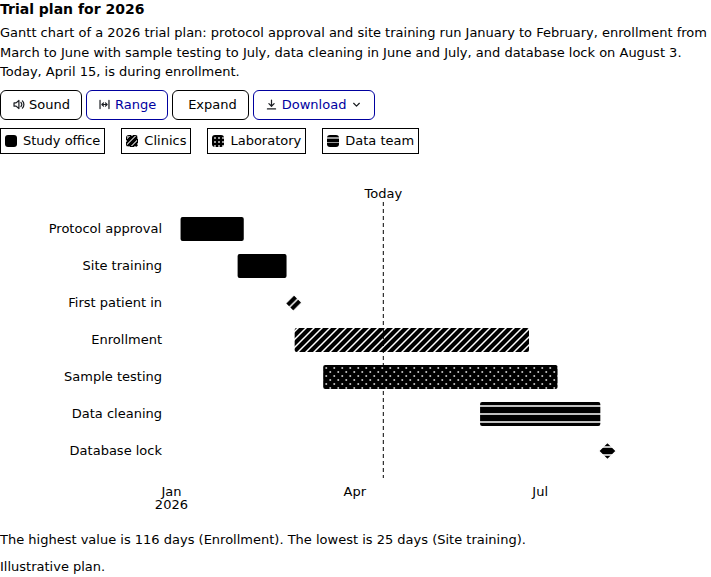 Trial plan for 2026
Gantt chart of a 2026 trial plan: protocol approval and site training run January to February, enrollment from
March to June with sample testing to July, data cleaning in June and July, and database lock on August 3.
Today, April 15, is during enrollment.
Sound Range Expand Download
Study office Clinics Laboratory Data team
Today
Protocol approval
Site training
First patient in
Enrollment
Sample testing
Data cleaning
Database lock
Jan Apr Jul
2026
The highest value is 116 days (Enrollment). The lowest is 25 days (Site training).
Illustrative plan.